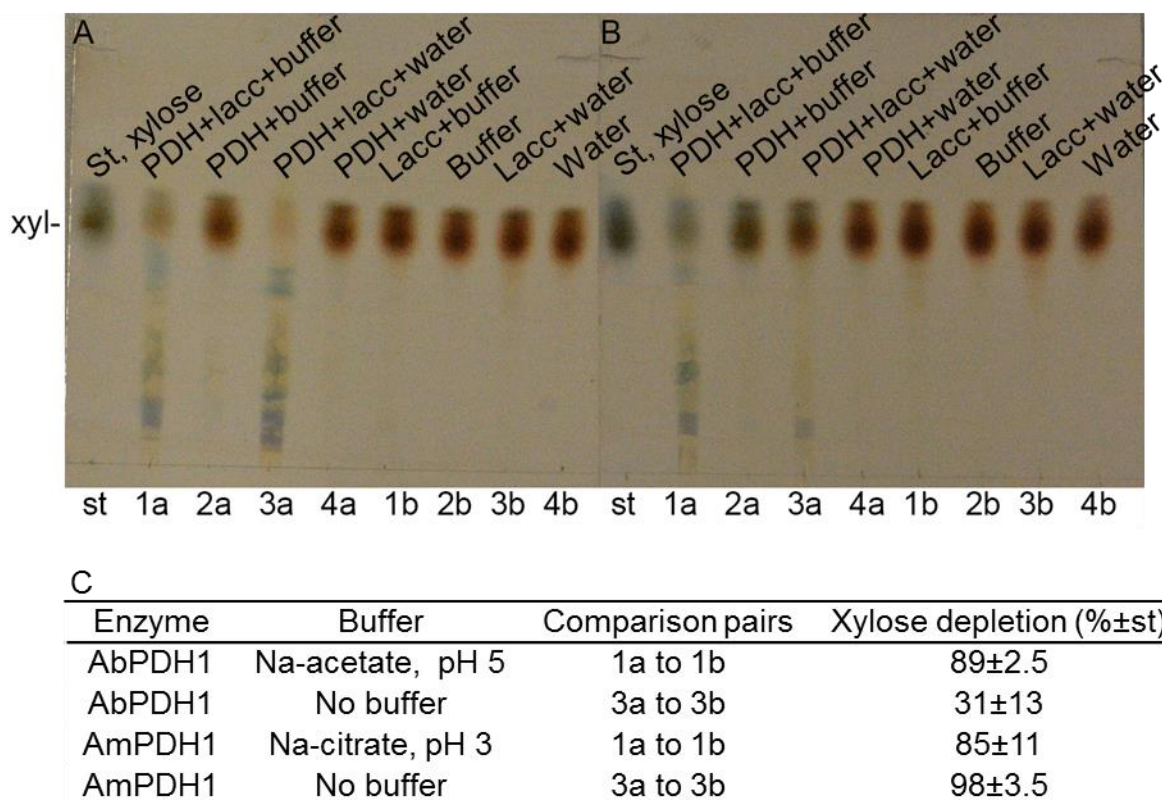 A
B
St, xylose
PDH+lacc+buffer
PDH+buffer
PDH+lacc+water
PDH+water
Lacc+buffer
Buffer
Lacc+water
Water
St, xylose
PDH+lacc+buffer
PDH+buffer
PDH+lacc+water
PDH+water
Lacc+buffer
Buffer
Lacc+water
Water
xyl-
st 1a 2a 3a 4a 1b 2b 3b 4b st 1a 2a 3a 4a 1b 2b 3b 4b
C
Enzyme Buffer Comparison pairs Xylose depletion (%±st)
AbPDH1 Na-acetate, pH 5 1a to 1b 89±2.5
AbPDH1 No buffer 3a to 3b 31±13
AmPDH1 Na-citrate, pH 3 1a to 1b 85±11
AmPDH1 No buffer 3a to 3b 98±3.5